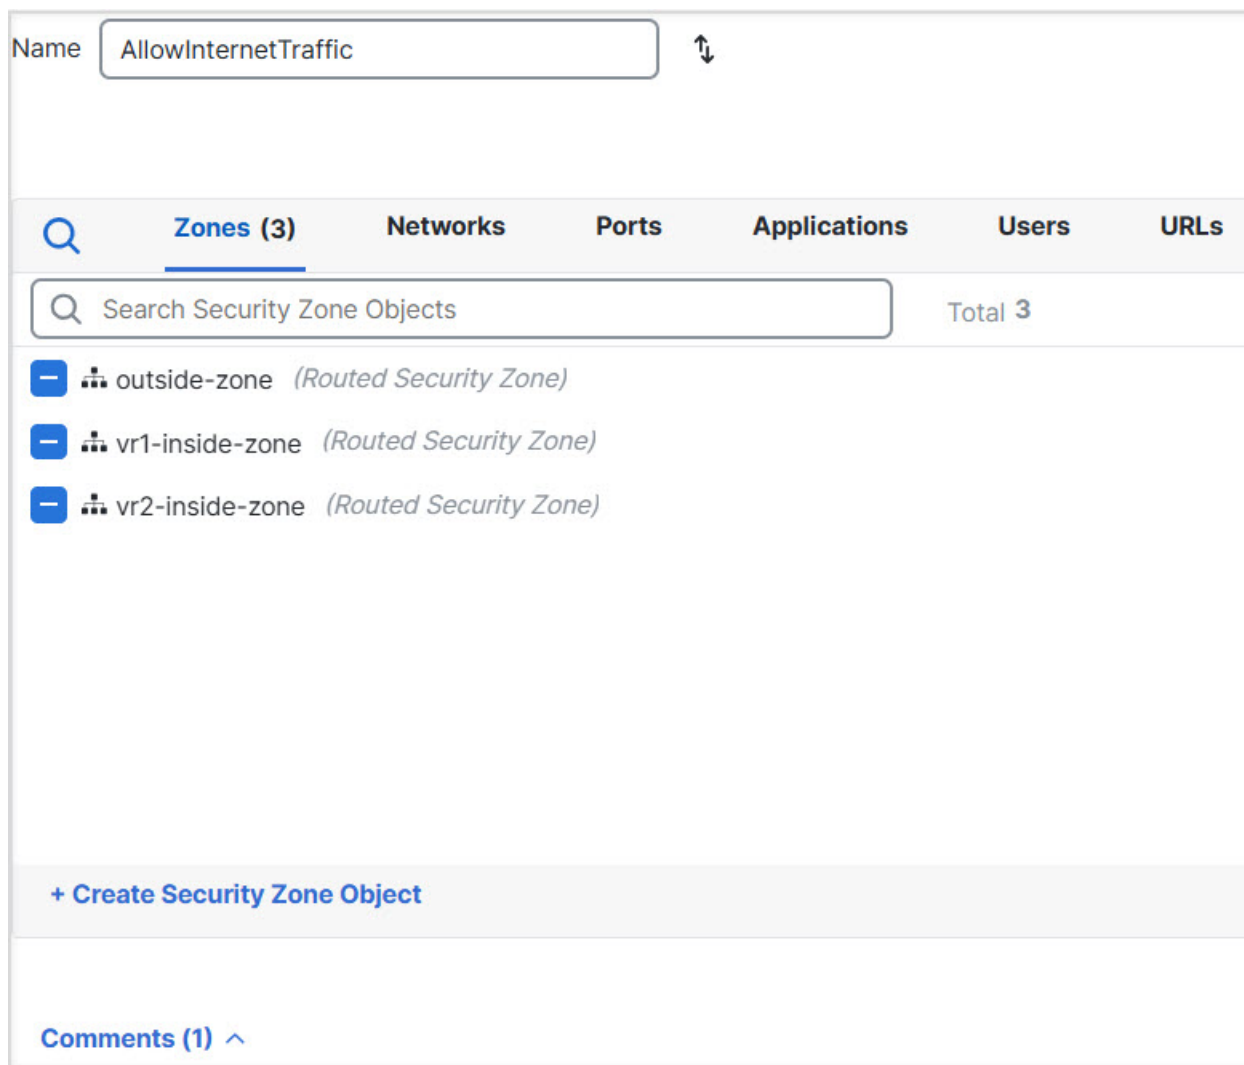 Name AllowInternetTraffic
Zones (3) Networks Ports Applications Users URLs
Search Security Zone Objects Total 3
outside-zone (Routed Security Zone)
vr1-inside-zone (Routed Security Zone)
vr2-inside-zone (Routed Security Zone)
+ Create Security Zone Object
Comments (1)